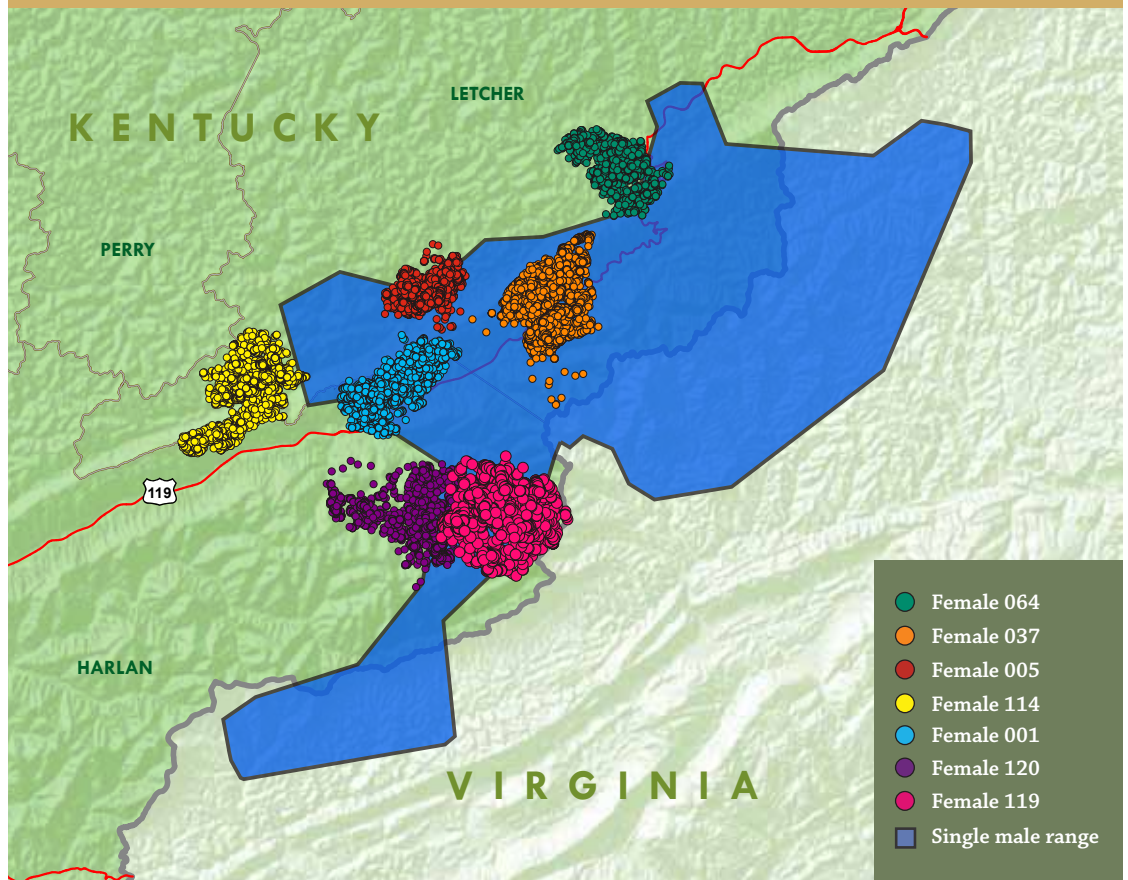 LETCHER
KENTUCKY
PERRY
119
HARLAN
VIRGINIA
Female 064
Female 037
Female 005
Female 114
Female 001
Female 120
Female 119
Single male range